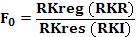 F₀ = RKreg (RKR)
RKres (RKI)